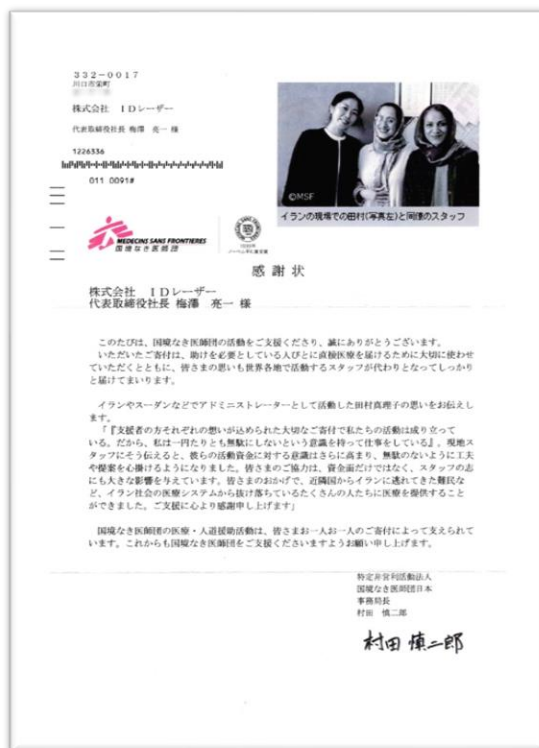 332-0017
川口市栄町
株式会社　IDレーザー
代表取締役社長 梅澤　亮一 様
1226336
011 0091#
©MSF
イランの現場での田村(写真左)と同僚のスタッフ
MEDECINS SANS FRONTIERES
国境なき医師団
感謝状
株式会社　IDレーザー
代表取締役社長 梅澤　亮一 様
このたびは、国境なき医師団の活動をご支援くださり、誠にありがとうございます。
いただいたご寄付は、助けを必要としている人びとに直接医療を届けるために大切に使わせ
ていただくとともに、皆さまの思いも世界各地で活動するスタッフが代わりとなってしっかり
と届けてまいります。
イランやスーダンなどでアドミニストレーターとして活動した田村真理子の思いをお伝えし
ます。
「『支援者の方それぞれの想いが込められた大切なご寄付で私たちの活動は成り立って
いる。だから、私は一円たりとも無駄にしないという意識を持って仕事をしている』。現地ス
タッフにそう伝えると、彼らの活動資金に対する意識はさらに高まり、無駄のないように工夫
や提案を心掛けるようになりました。皆さまのご協力は、資金面だけではなく、スタッフの志
にも大きな影響を与えています。皆さまのおかげで、近隣国からイランに逃れてきた難民な
ど、イラン社会の医療システムから抜け落ちているたくさんの人たちに医療を提供すること
ができました。ご支援に心より感謝申し上げます」
国境なき医師団の医療・人道援助活動は、皆さまお一人お一人のご寄付によって支えられて
います。これからも国境なき医師団をご支援くださいますようお願い申し上げます。
特定非営利活動法人
国境なき医師団日本
事務局長
村田　慎二郎
村田 慎二郎